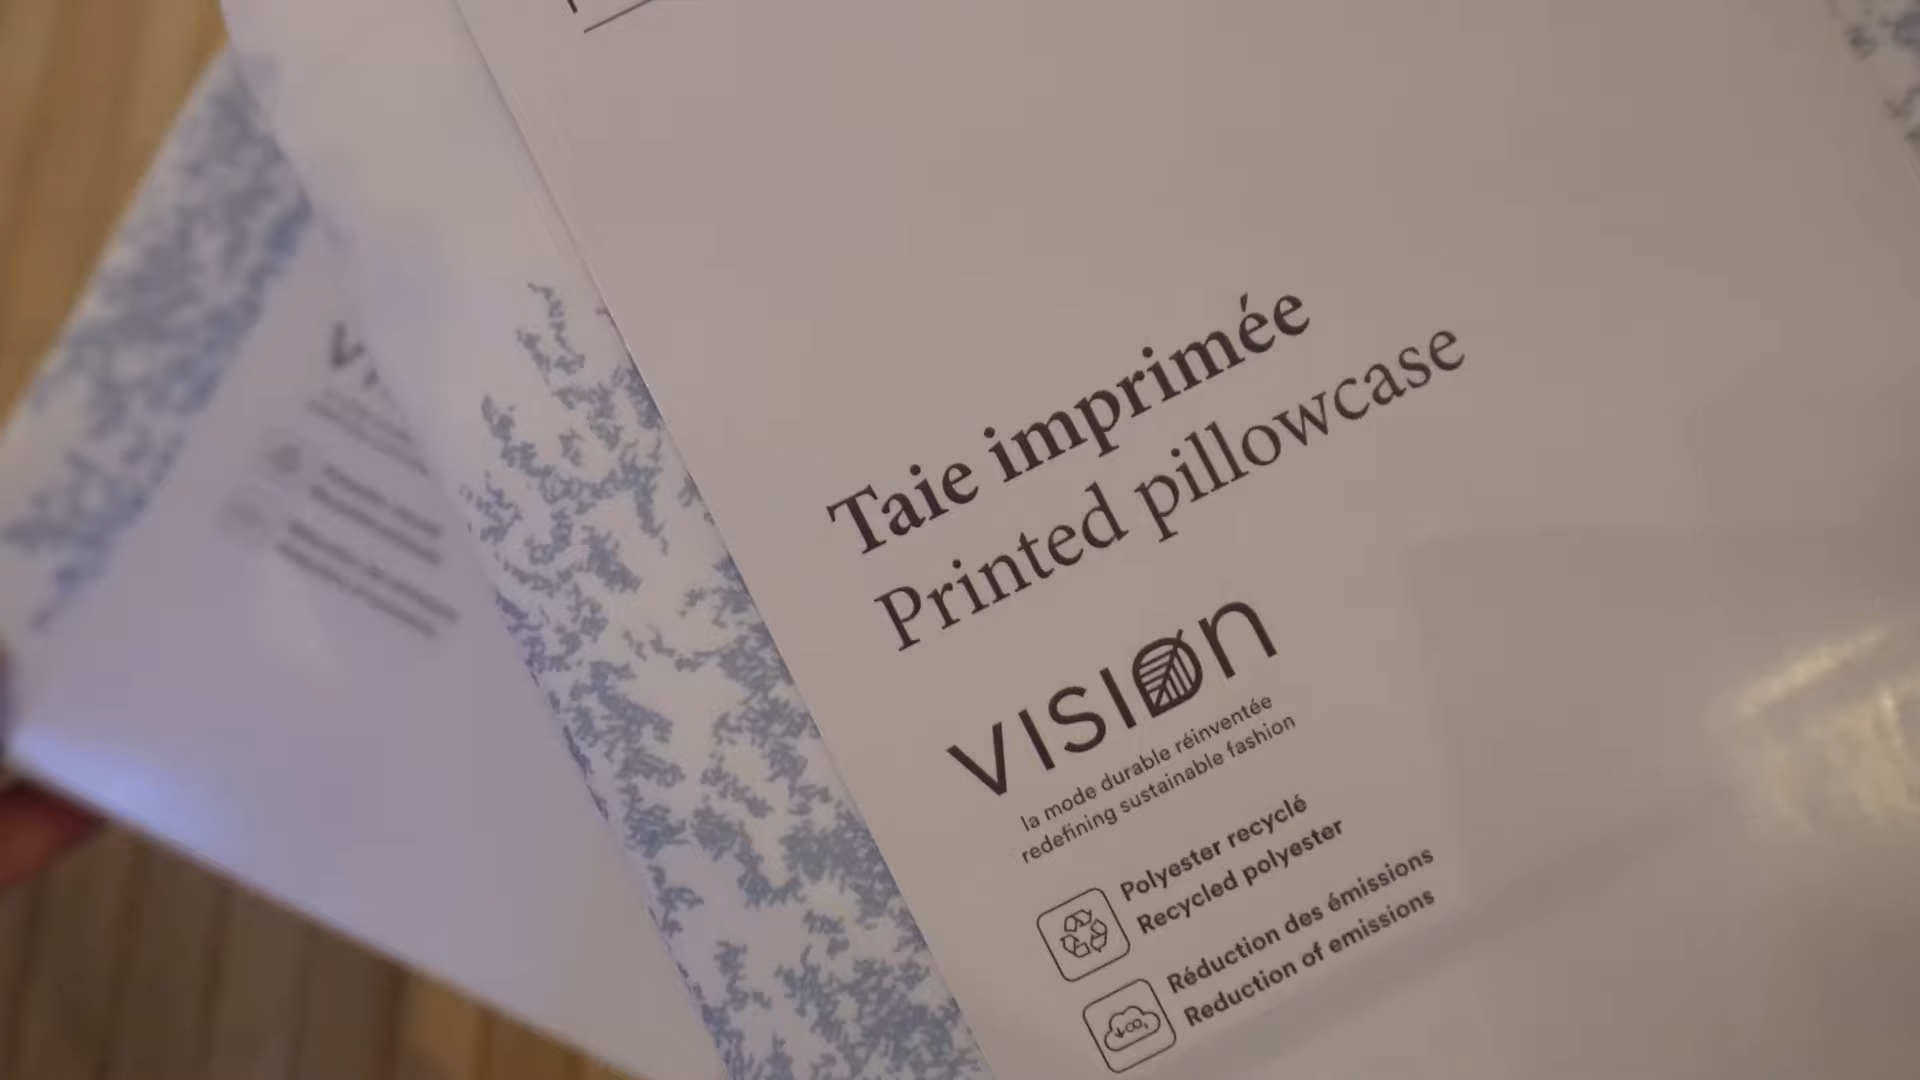 Taie imprimée
Printed pillowcase
VISION
la mode durable réinventée
redefining sustainable fashion
Polyester recyclé
Recycled polyester
Réduction des émissions
Reduction of emissions
CO₂